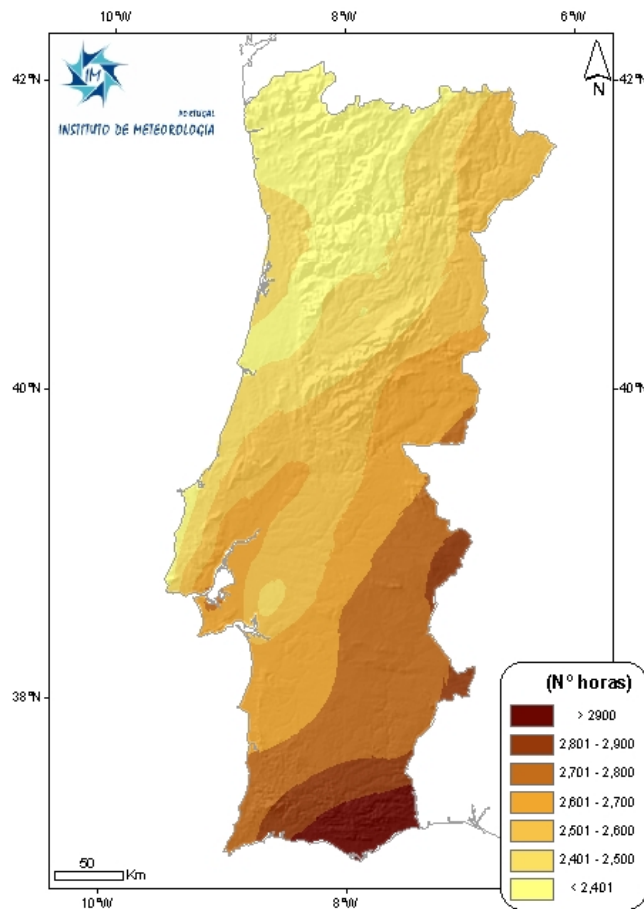 10°W
8°W
6°W
42°N
42°N
N
IM
PORTUGAL
INSTITUTO DE METEOROLOGIA
40°N
40°N
38°N
(Nº horas)
> 2900
2,801 - 2,900
2,701 - 2,800
2,601 - 2,700
2,501 - 2,600
2,401 - 2,500
< 2,401
50
Km
10°W
8°W